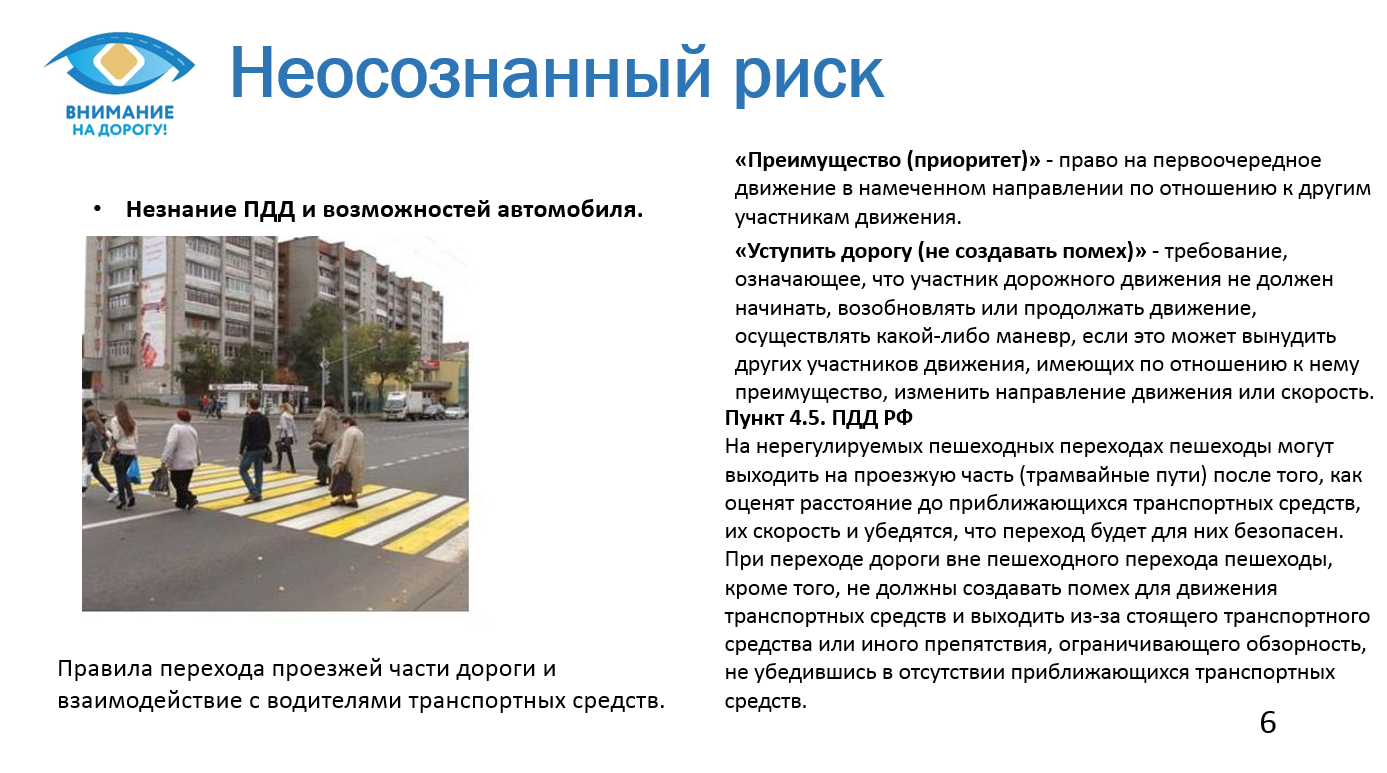 ВНИМАНИЕ
НА ДОРОГУ!
Неосознанный риск
• Незнание ПДД и возможностей автомобиля.
Правила перехода проезжей части дороги и
взаимодействие с водителями транспортных средств.
«Преимущество (приоритет)» - право на первоочередное
движение в намеченном направлении по отношению к другим
участникам движения.
«Уступить дорогу (не создавать помех)» - требование,
означающее, что участник дорожного движения не должен
начинать, возобновлять или продолжать движение,
осуществлять какой-либо маневр, если это может вынудить
других участников движения, имеющих по отношению к нему
преимущество, изменить направление движения или скорость.
Пункт 4.5. ПДД РФ
На нерегулируемых пешеходных переходах пешеходы могут
выходить на проезжую часть (трамвайные пути) после того, как
оценят расстояние до приближающихся транспортных средств,
их скорость и убедятся, что переход будет для них безопасен.
При переходе дороги вне пешеходного перехода пешеходы,
кроме того, не должны создавать помех для движения
транспортных средств и выходить из-за стоящего транспортного
средства или иного препятствия, ограничивающего обзорность,
не убедившись в отсутствии приближающихся транспортных
средств.
6